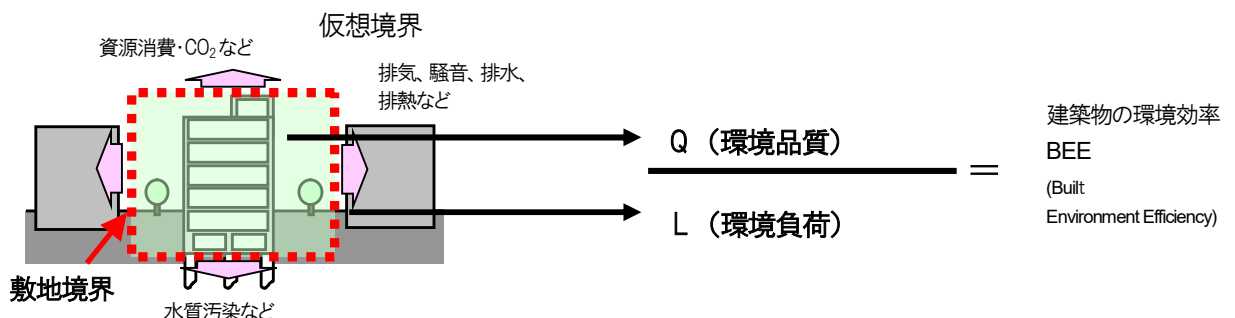 仮想境界
資源消費・CO2など
排気、騒音、排水、
排熱など
敷地境界
水質汚染など
Q（環境品質）
L（環境負荷）
＝
建築物の環境効率
BEE
(Built
Environment Efficiency)